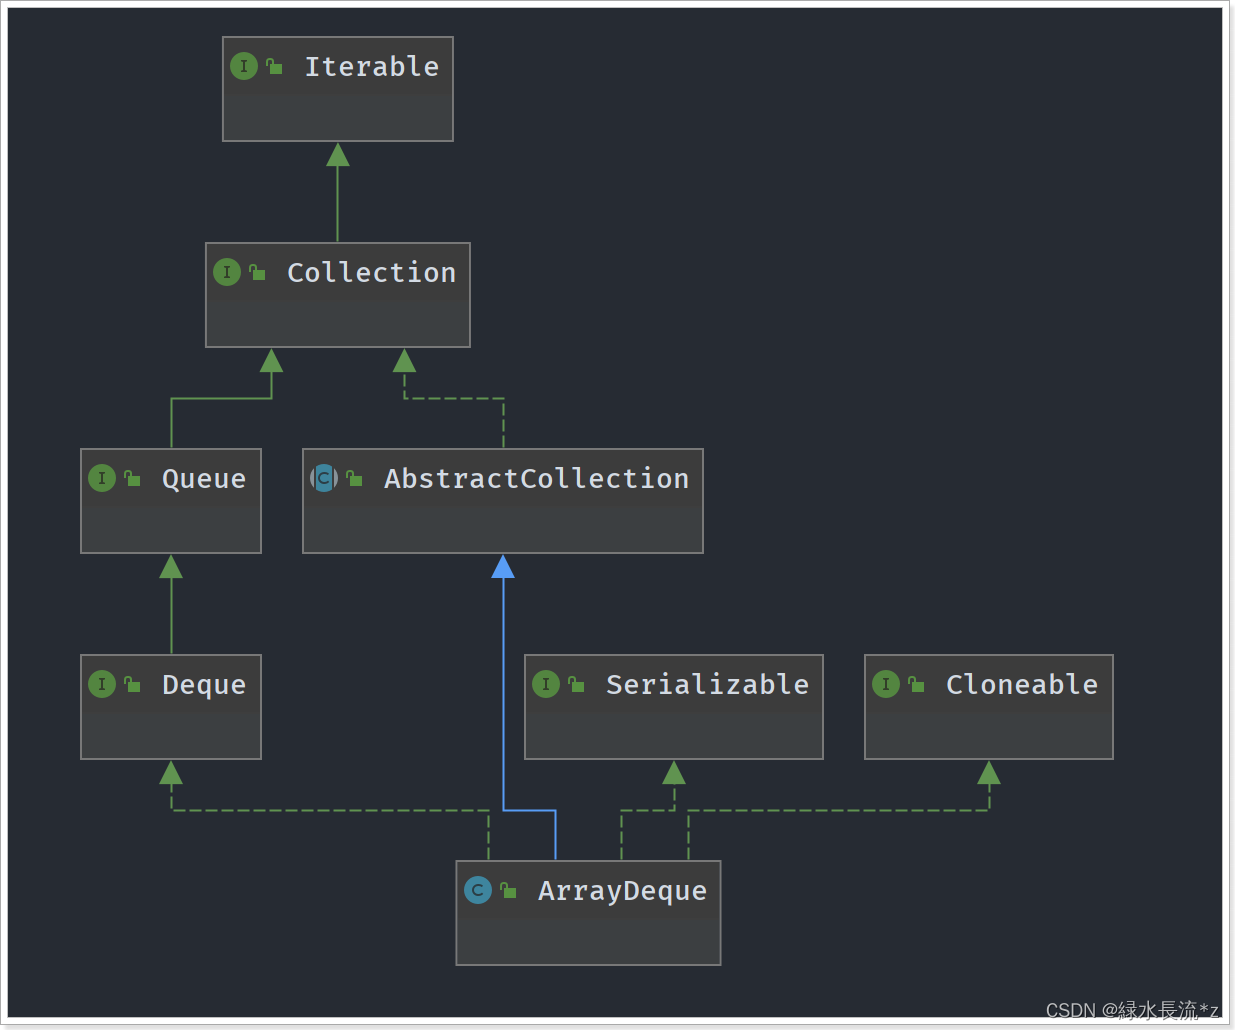 I Iterable
I Collection
I Queue
C AbstractCollection
I Deque
I Serializable
I Cloneable
C ArrayDeque
CSDN @緑水長流*z